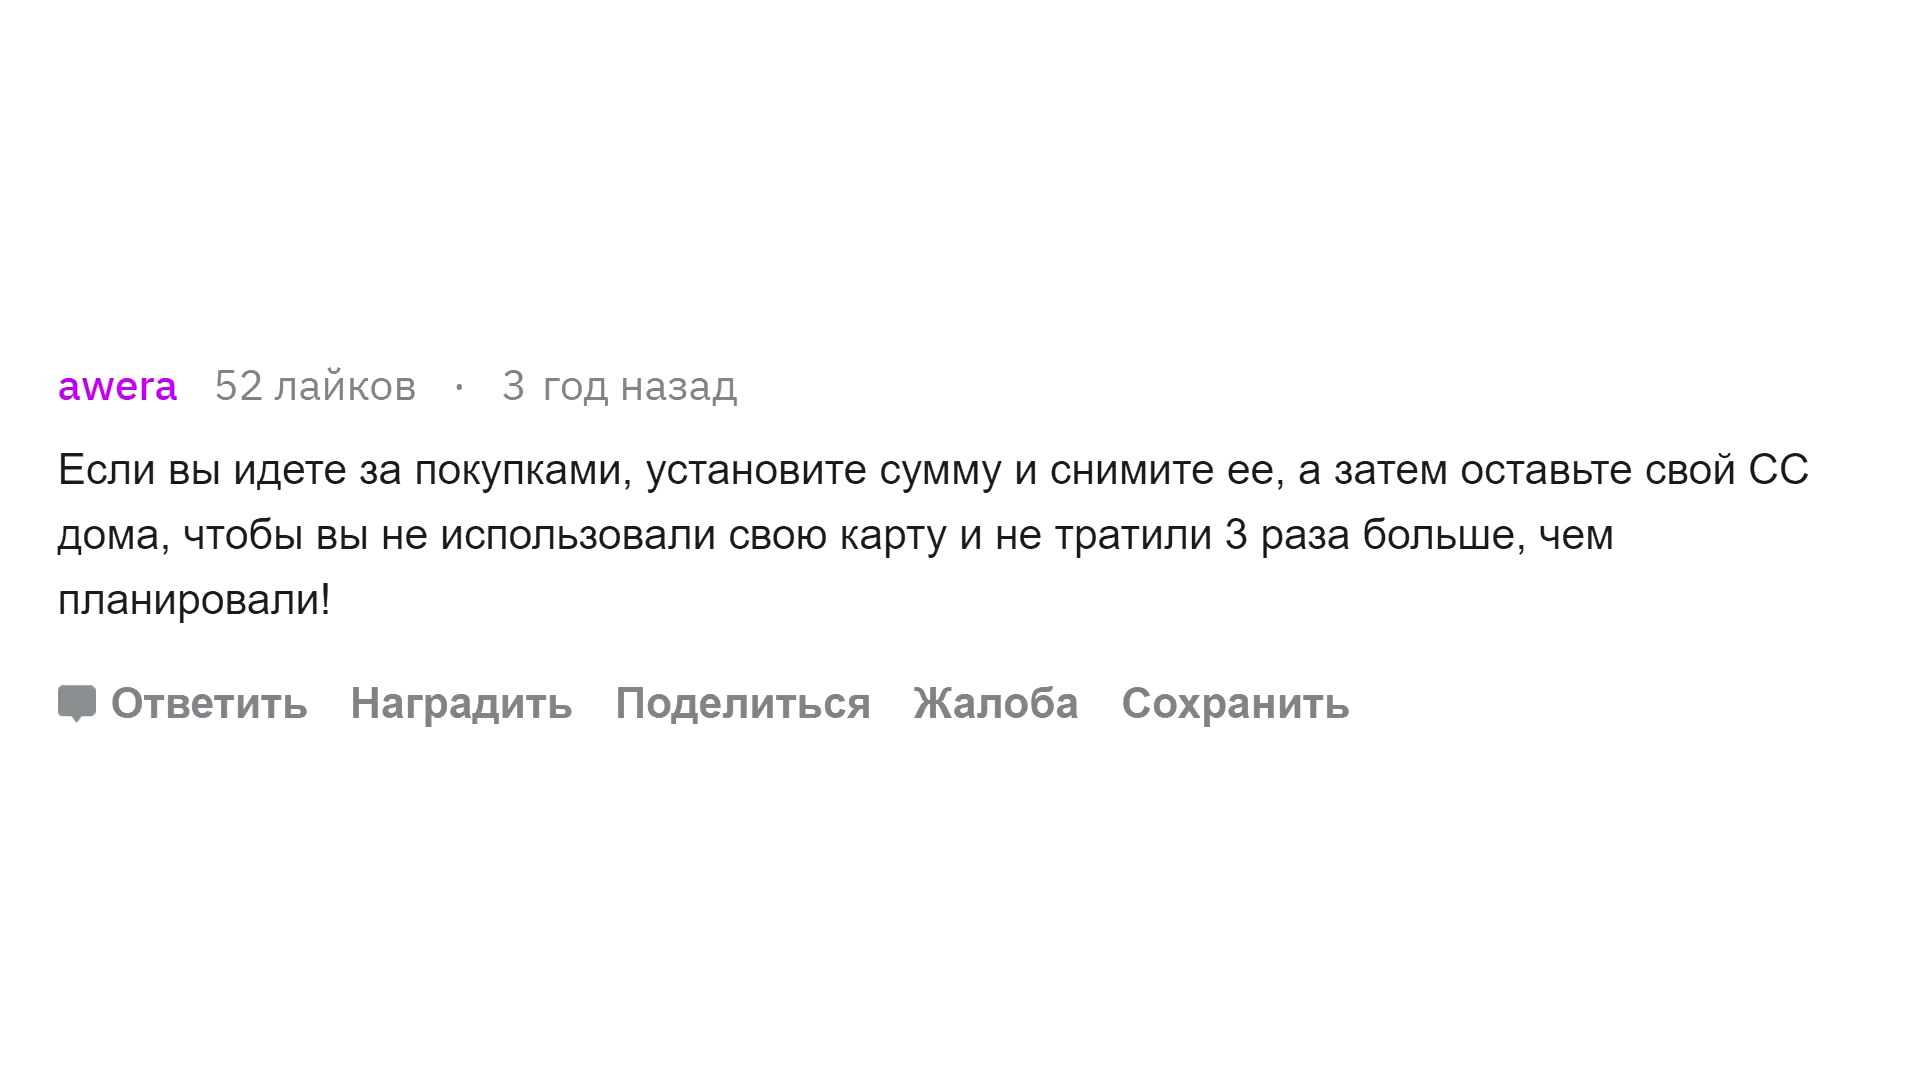 awera 52 лайков · 3 год назад
Если вы идете за покупками, установите сумму и снимите ее, а затем оставьте свой СС
дома, чтобы вы не использовали свою карту и не тратили 3 раза больше, чем
планировали!
Ответить Наградить Поделиться Жалоба Сохранить